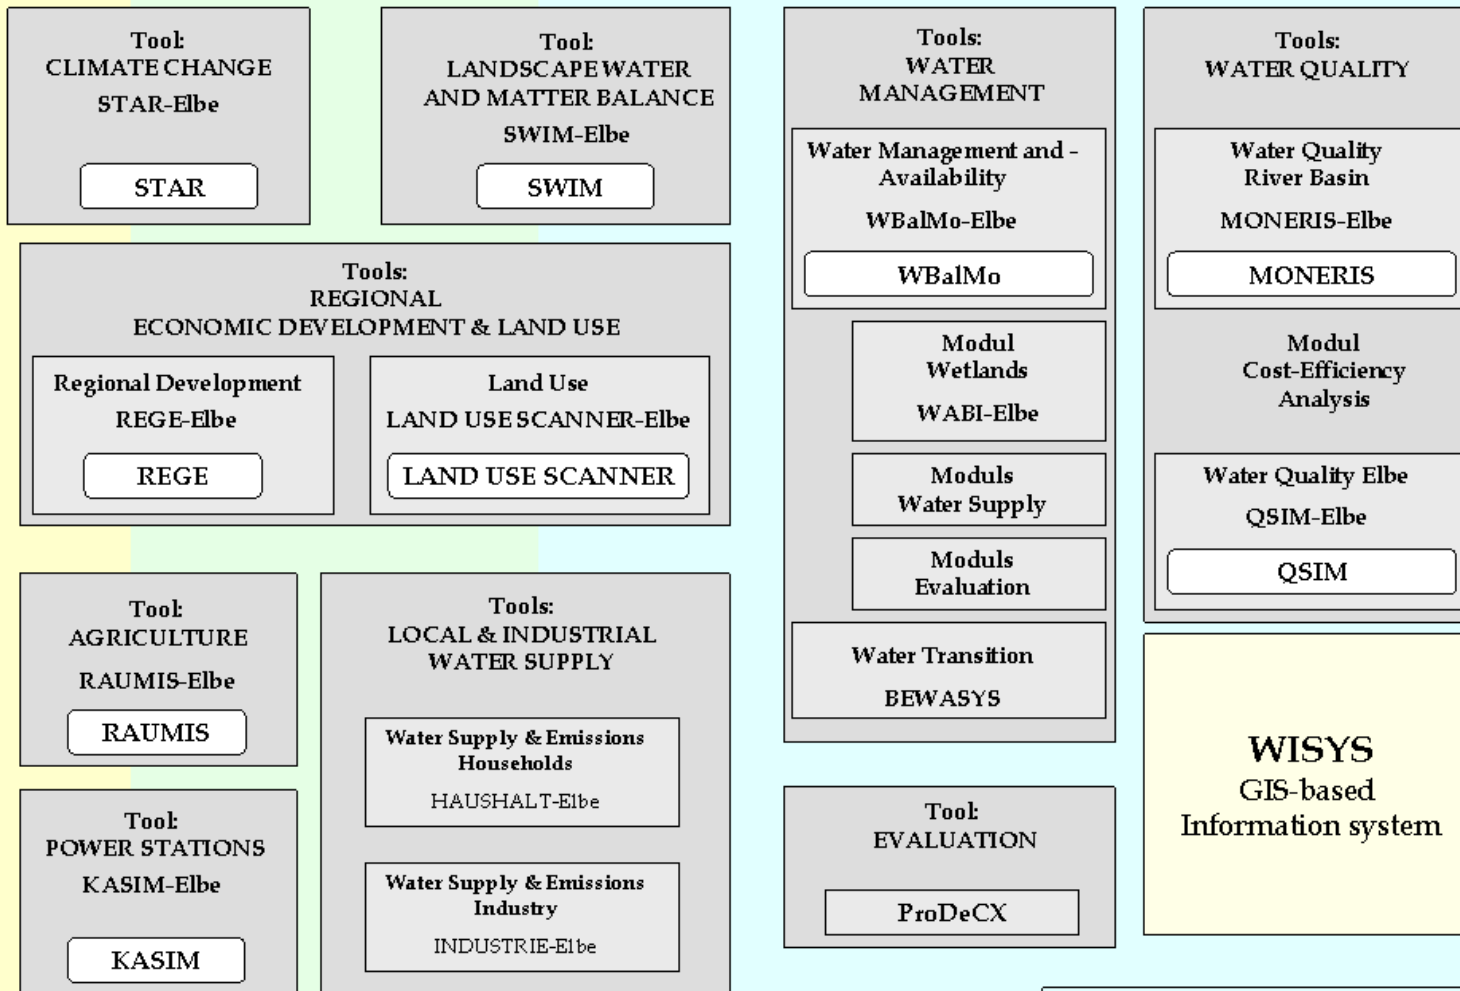 Tool:
CLIMATE CHANGE
STAR-Elbe
STAR
Tool:
LANDSCAPE WATER
AND MATTER BALANCE
SWIM-Elbe
SWIM
Tools:
REGIONAL
ECONOMIC DEVELOPMENT & LAND USE
Regional Development
REGE-Elbe
REGE
Land Use
LAND USE SCANNER-Elbe
LAND USE SCANNER
Tool:
AGRICULTURE
RAUMIS-Elbe
RAUMIS
Tool:
POWER STATIONS
KASIM-Elbe
KASIM
Tools:
LOCAL & INDUSTRIAL
WATER SUPPLY
Water Supply & Emissions
Households
HAUSHALT-Elbe
Water Supply & Emissions
Industry
INDUSTRIE-Elbe
Tools:
WATER
MANAGEMENT
Water Management and -
Availability
WBalMo-Elbe
WBalMo
Modul
Wetlands
WABI-Elbe
Moduls
Water Supply
Moduls
Evaluation
Water Transition
BEWASYS
Tool:
EVALUATION
ProDeCX
Tools:
WATER QUALITY
Water Quality
River Basin
MONERIS-Elbe
MONERIS
Modul
Cost-Efficiency
Analysis
Water Quality Elbe
QSIM-Elbe
QSIM
WISYS
GIS-based
Information system